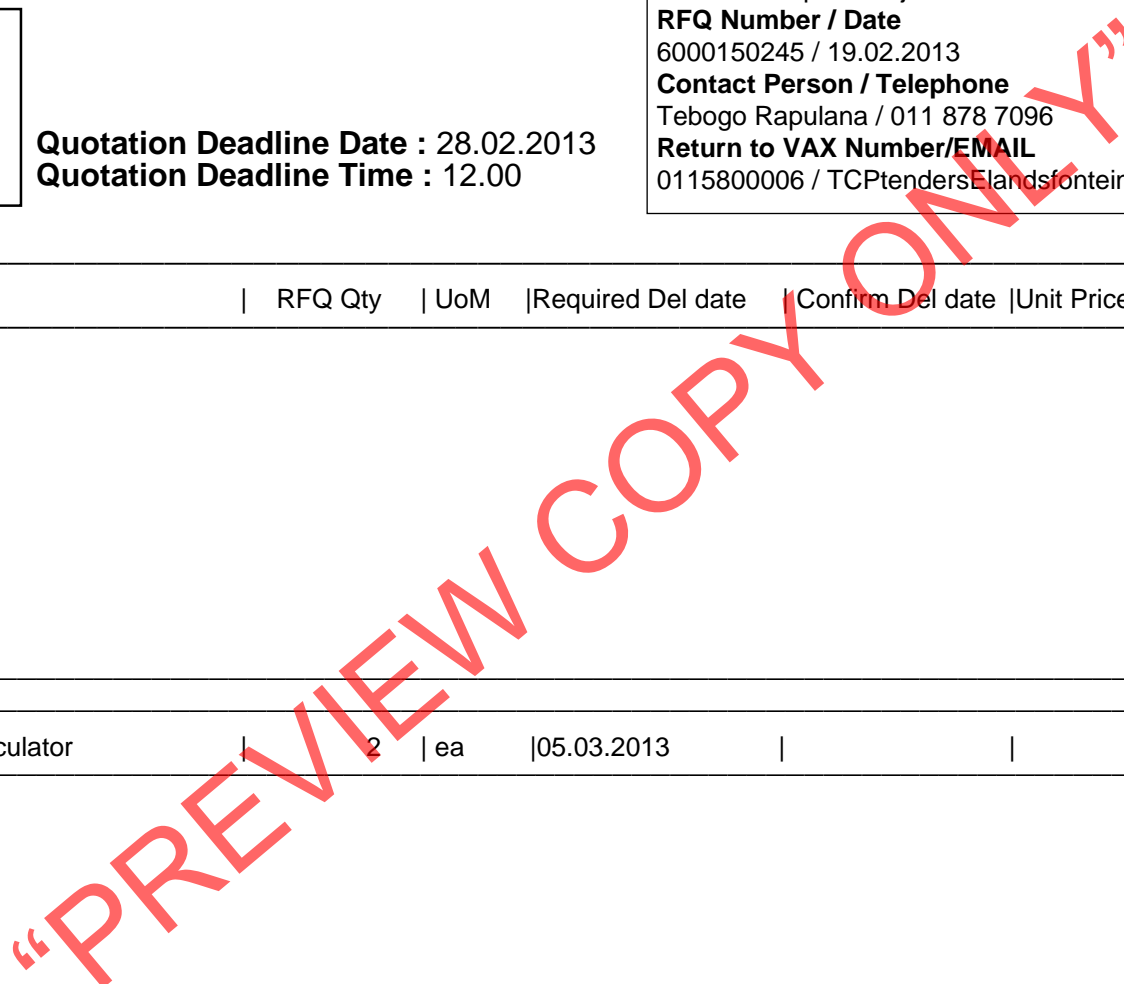 RFQ Number / Date
6000150245 / 19.02.2013
Contact Person / Telephone
Tebogo Rapulana / 011 878 7096
Return to VAX Number/EMAIL
0115800006 / TCPtendersElandsfontein
Quotation Deadline Date : 28.02.2013
Quotation Deadline Time : 12.00
| RFQ Qty | UoM |Required Del date | Confirm Del date |Unit Price
culator | 2 | ea |05.03.2013 | |
“PREVIEW COPY ONLY”